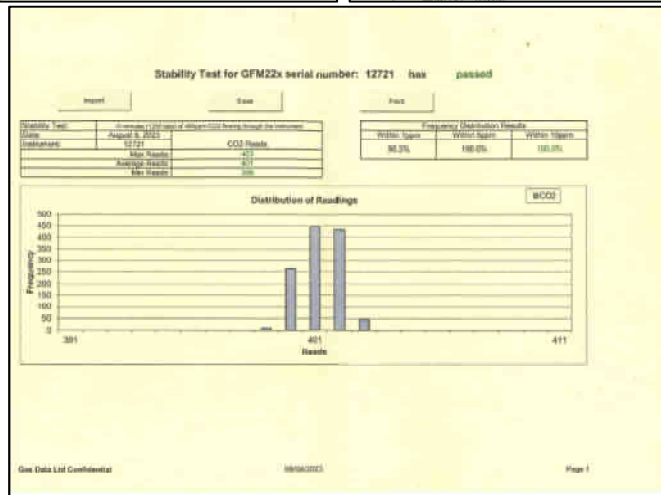 Stability Test for GFM22x serial number: 12721 has passed
Import Save Print
Stability Test:
Date: August 8, 2023
Instrument: 12721 CO2 Reads
Max Reads: 403
Average Reads: 401
Min Reads:
Frequency Distribution Results
Within 1ppm Within 5ppm Within 10ppm
100.0% 100.0%
Distribution of Readings
CO2
Frequency
500
450
400
350
300
250
200
150
100
50
0
391 401 411
Reads
Gas Data Ltd Confidential Page 1